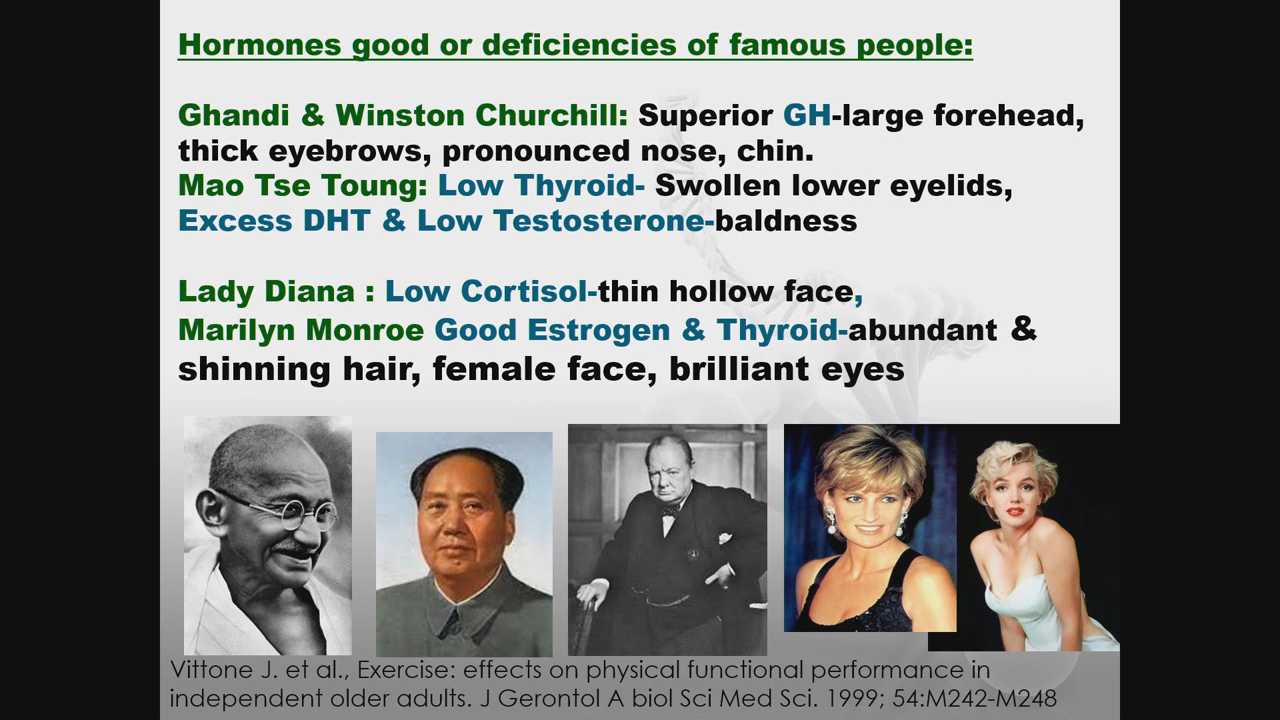 Hormones good or deficiencies of famous people:
Ghandi & Winston Churchill: Superior GH-large forehead,
thick eyebrows, pronounced nose, chin.
Mao Tse Toung: Low Thyroid- Swollen lower eyelids,
Excess DHT & Low Testosterone-baldness
Lady Diana : Low Cortisol-thin hollow face,
Marilyn Monroe Good Estrogen & Thyroid-abundant &
shinning hair, female face, brilliant eyes
Vittone J. et al., Exercise: effects on physical functional performance in
independent older adults. J Gerontol A biol Sci Med Sci. 1999; 54:M242-M248